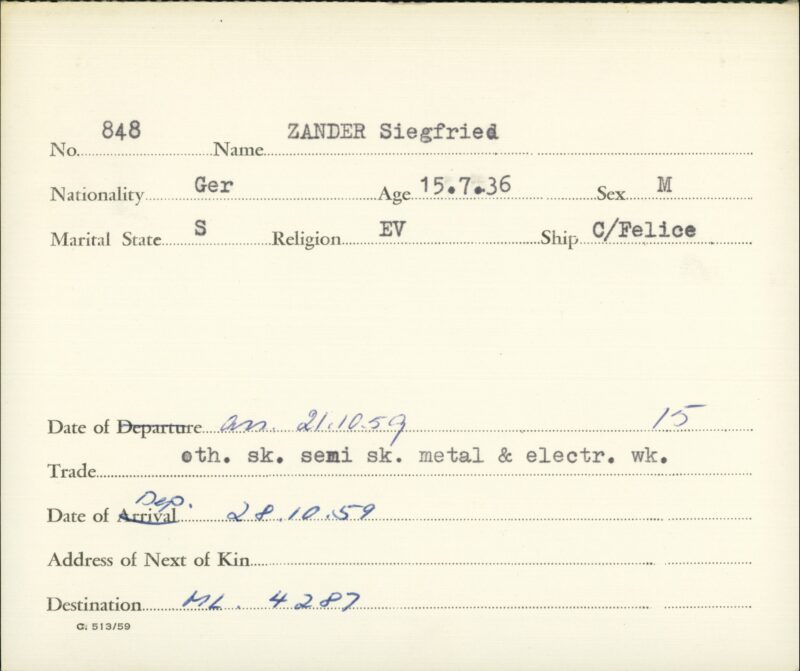 No. 848 Name ZANDER Siegfried
Nationality Ger Age 15.7.36 Sex M
Marital State S Religion EV Ship C/Felice
Date of Departure arr. 21.10.59 15
Trade oth. sk. semi sk. metal & electr. wk.
Date of Arrival Dep. 28.10.59
Address of Next of Kin
Destination ML. 4287
C. 513/59